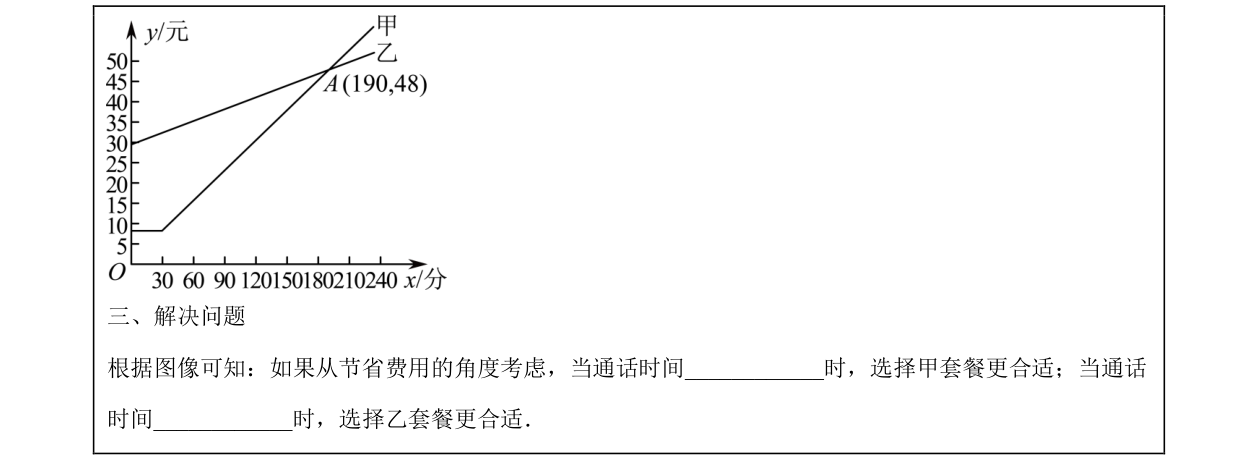 甲
y/元
乙
50
45
A(190,48)
40
35
30
25
20
15
10
5
O
30 60 90 120150180210240 x/分
三、解决问题
根据图像可知：如果从节省费用的角度考虑，当通话时间____________时，选择甲套餐更合适；当通话
时间____________时，选择乙套餐更合适．